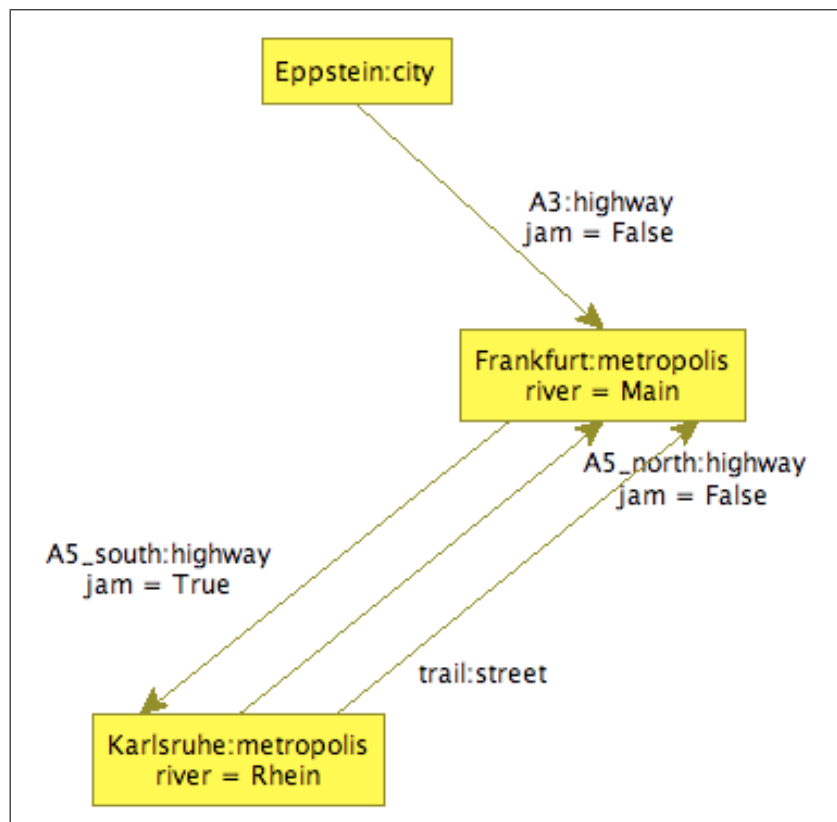 Eppstein:city
A3:highway
jam = False
Frankfurt:metropolis
river = Main
A5_north:highway
jam = False
A5_south:highway
jam = True
trail:street
Karlsruhe:metropolis
river = Rhein